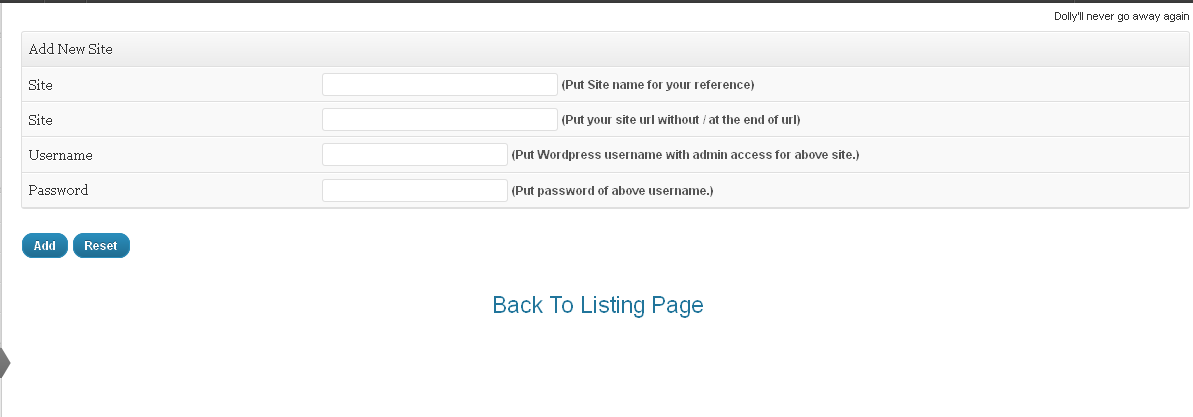 Dolly'll never go away again
Add New Site
Site (Put Site name for your reference)
Site (Put your site url without / at the end of url)
Username (Put Wordpress username with admin access for above site.)
Password (Put password of above username.)
Add Reset
Back To Listing Page